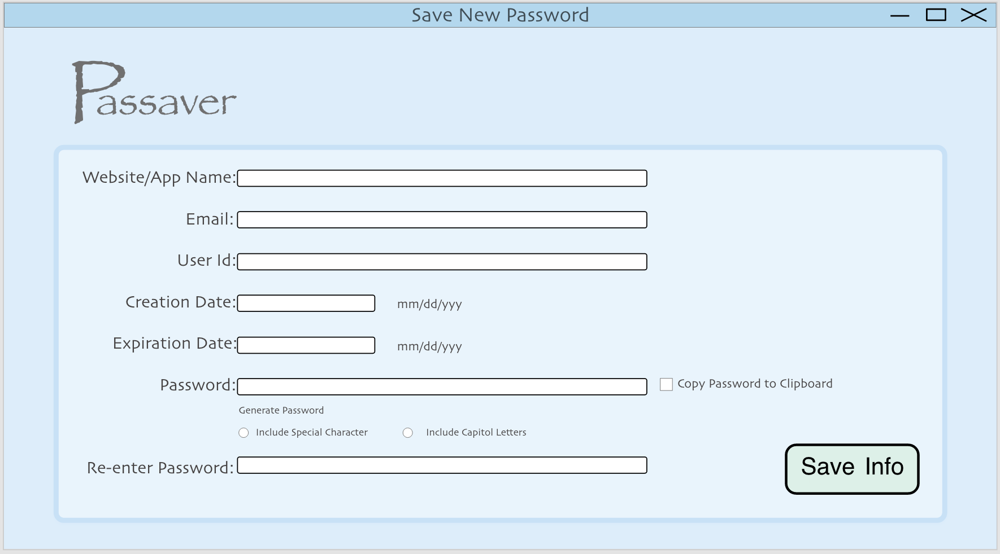 Save New Password
Passaver
Website/App Name:
Email:
User Id:
Creation Date: mm/dd/yyy
Expiration Date: mm/dd/yyy
Password: Copy Password to Clipboard
Generate Password
Include Special Character Include Capitol Letters
Re-enter Password:
Save Info